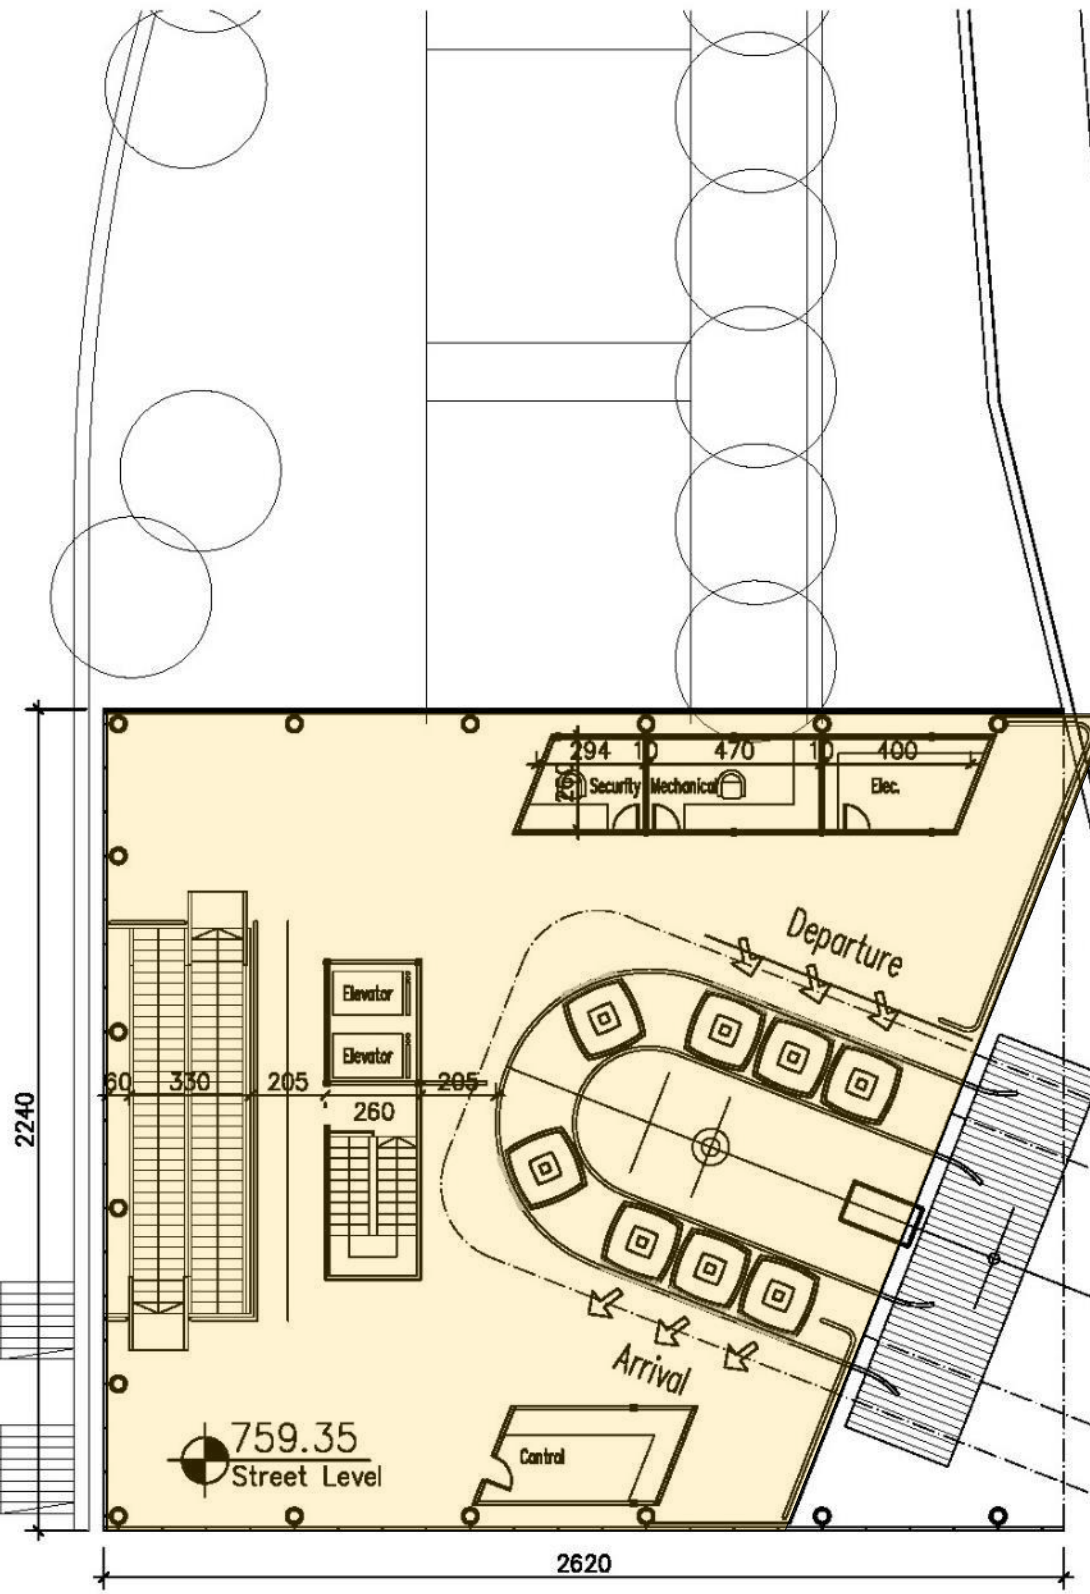 294 10 470 10 400
260
Security
Mechanical
Elec.
Departure
Elevator
Elevator
60 330 205 205
260
2240
Arrival
759.35
Street Level
Control
2620